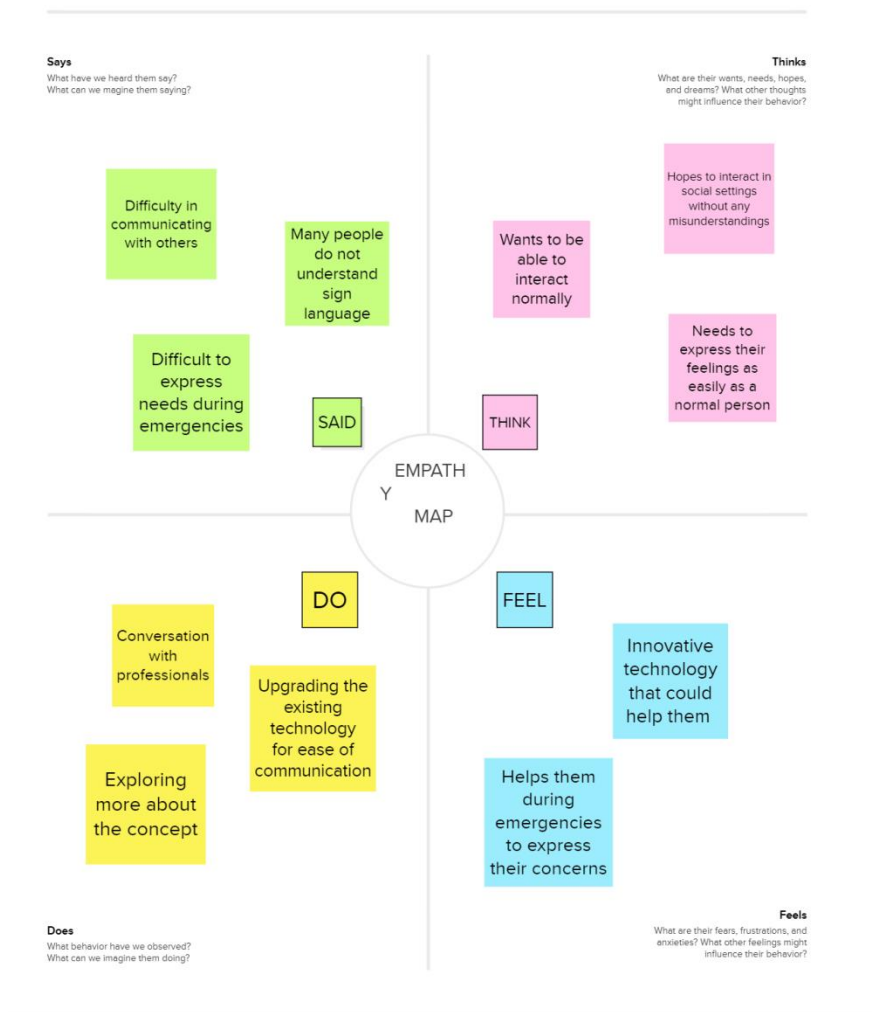 Says
What have we heard them say?
What can we magine them saying?
Thinks
What are their wants, needs, hopes,
and dreams? What other thoughts
might influence their behavior?
Difficulty in
communicating
with others
Many people
do not
understand
sign
language
Difficult to
express
needs during
emergencies
SAID
Wants to be
able to
interact
normally
Hopes to interact in
social settings
without any
misunderstandings
Needs to
express their
feelings as
easily as a
normal person
THINK
EMPATH
Y
MAP
DO
Conversation
with
professionals
Upgrading the
existing
technology
for ease of
communication
Exploring
more about
the concept
FEEL
Innovative
technology
that could
help them
Helps them
during
emergencies
to express
their concerns
Does
What behavior have we observed?
What can we imagine them doing?
Feels
What are their fears, frustrations, and
anxieties? What other feelings might
influence their behavior?